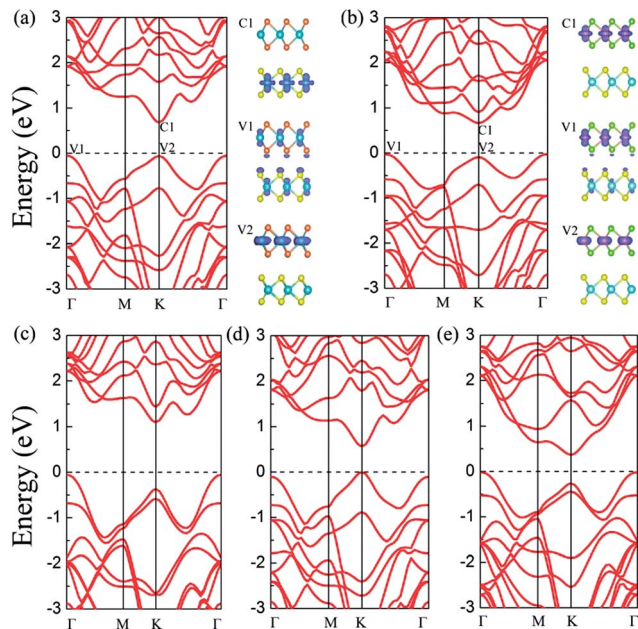 (a)
3
2
1
0
-1
-2
-3
Energy (eV)
V1
C1
V2
Γ
M
K
Γ
C1
V1
V2
(b)
3
2
1
0
-1
-2
-3
V1
C1
V2
Γ
M
K
Γ
C1
V1
V2
(c)
3
2
1
0
-1
-2
-3
Energy (eV)
Γ
M
K
Γ
(d)
3
2
1
0
-1
-2
-3
Γ
M
K
Γ
(e)
3
2
1
0
-1
-2
-3
Γ
M
K
Γ